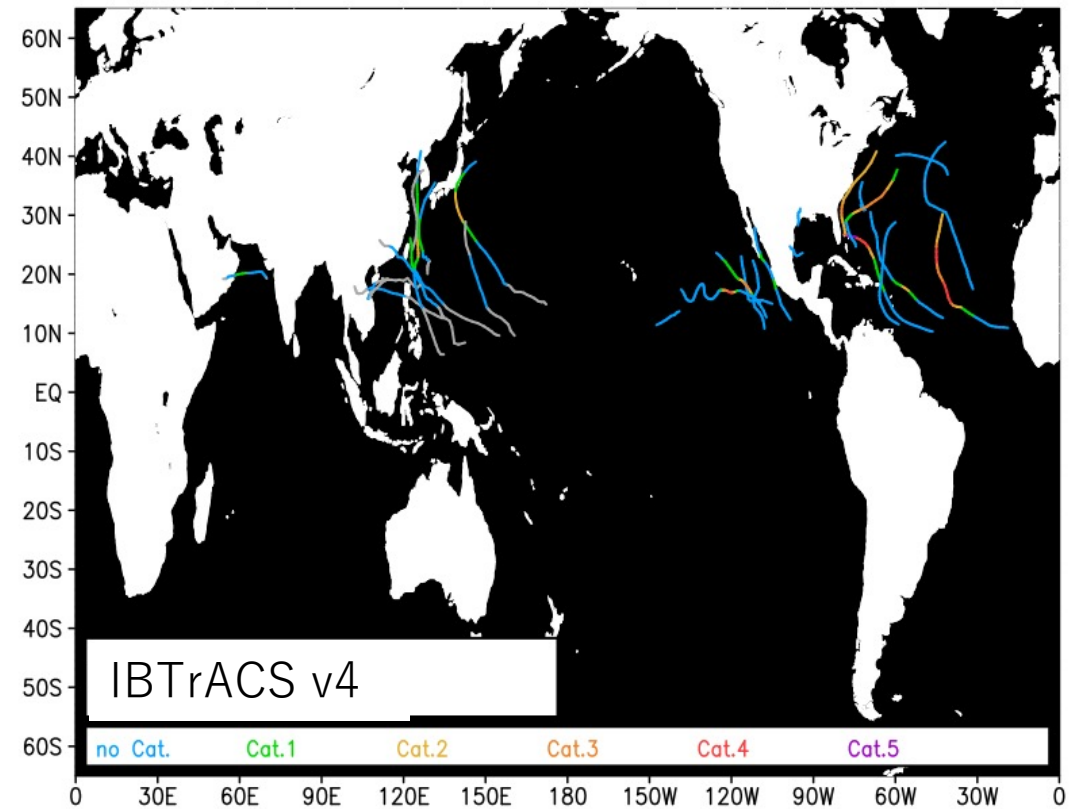 60N
50N
40N
30N
20N
10N
EQ
10S
20S
30S
40S
50S
60S
IBTrACS v4
no Cat. Cat.1 Cat.2 Cat.3 Cat.4 Cat.5
0 30E 60E 90E 120E 150E 180 150W 120W 90W 60W 30W 0